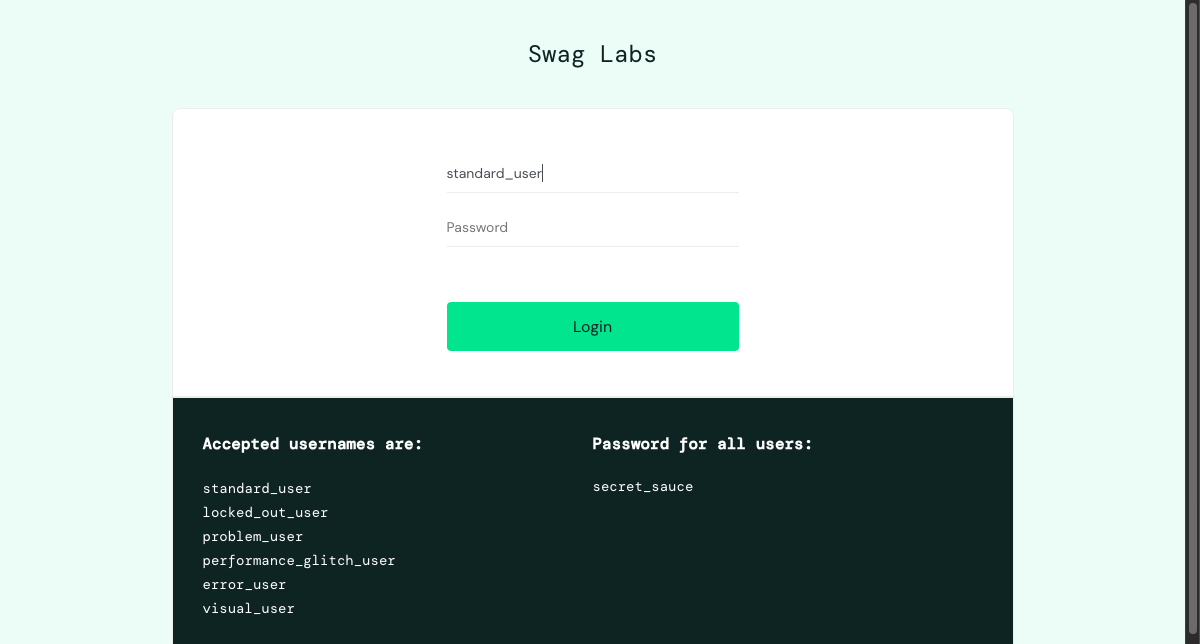 Swag Labs
standard_user
Password
Login
Accepted usernames are:
standard_user
locked_out_user
problem_user
performance_glitch_user
error_user
visual_user
Password for all users:
secret_sauce